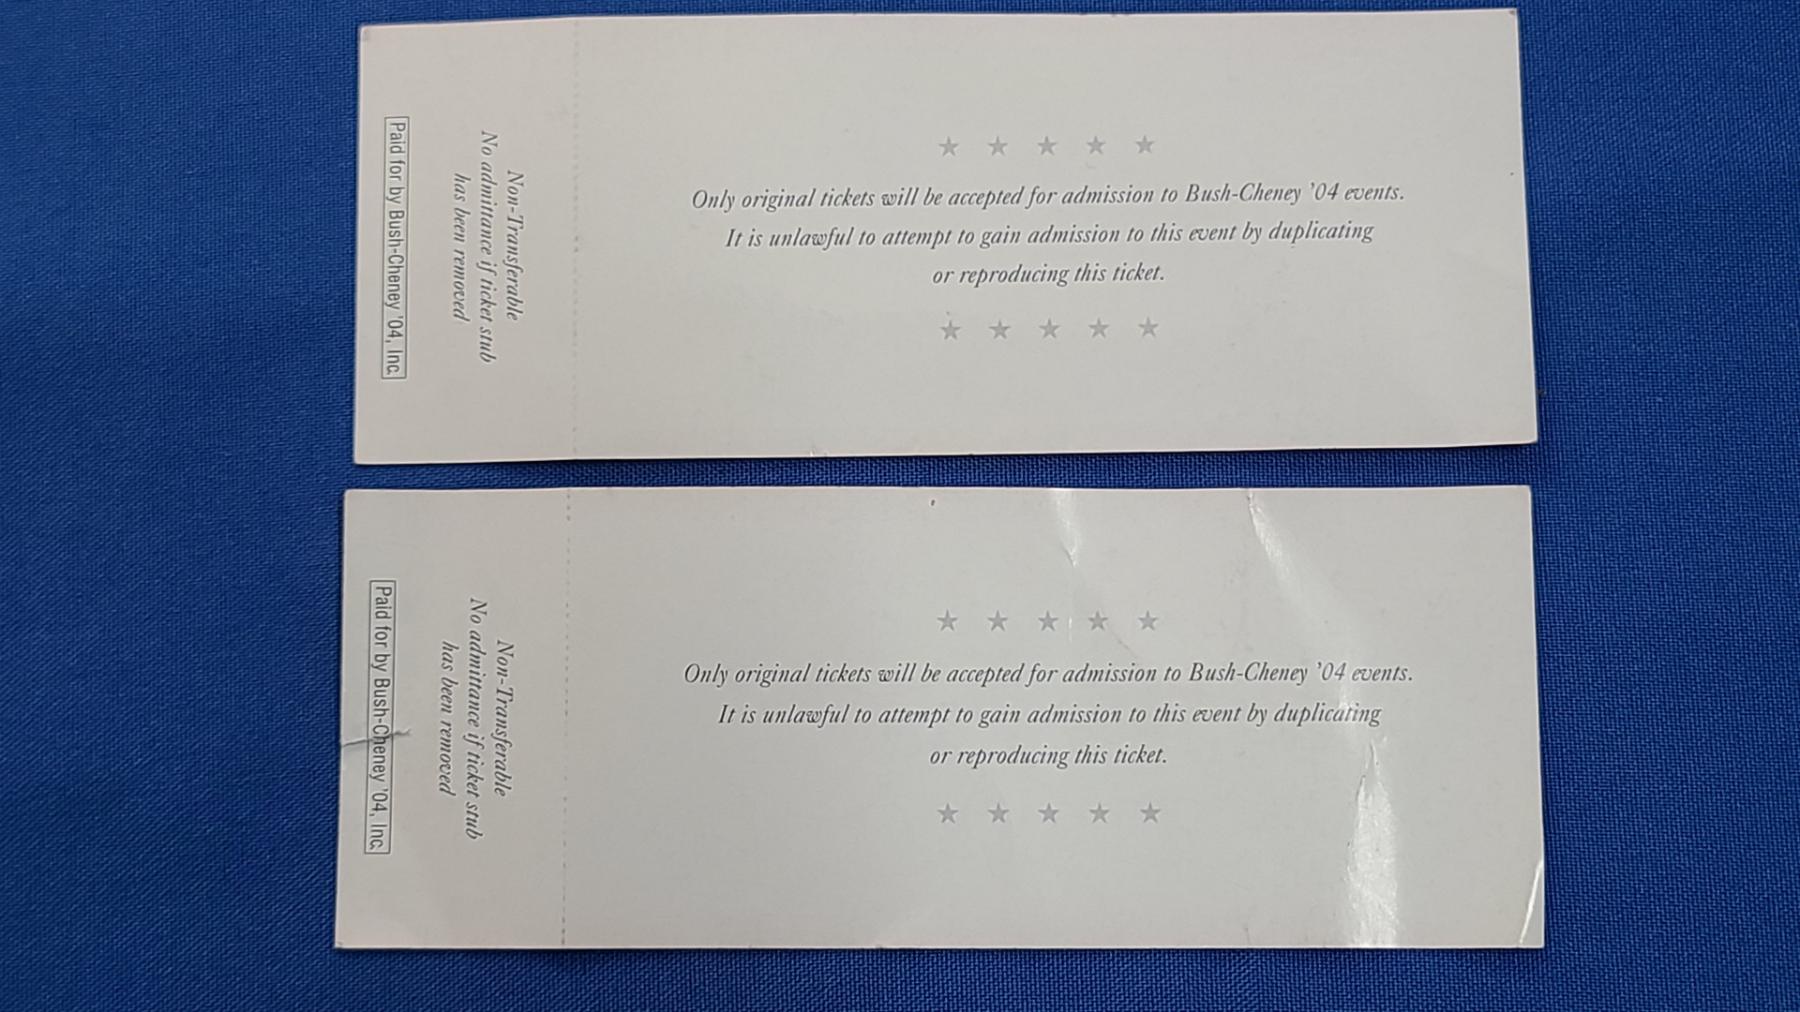 Paid for by Bush-Cheney '04, Inc.
Non-Transferable
No admittance if ticket stub
has been removed
Only original tickets will be accepted for admission to Bush-Cheney '04 events.
It is unlawful to attempt to gain admission to this event by duplicating
or reproducing this ticket.
Paid for by Bush-Cheney '04, Inc.
Non-Transferable
No admittance if ticket stub
has been removed
Only original tickets will be accepted for admission to Bush-Cheney '04 events.
It is unlawful to attempt to gain admission to this event by duplicating
or reproducing this ticket.